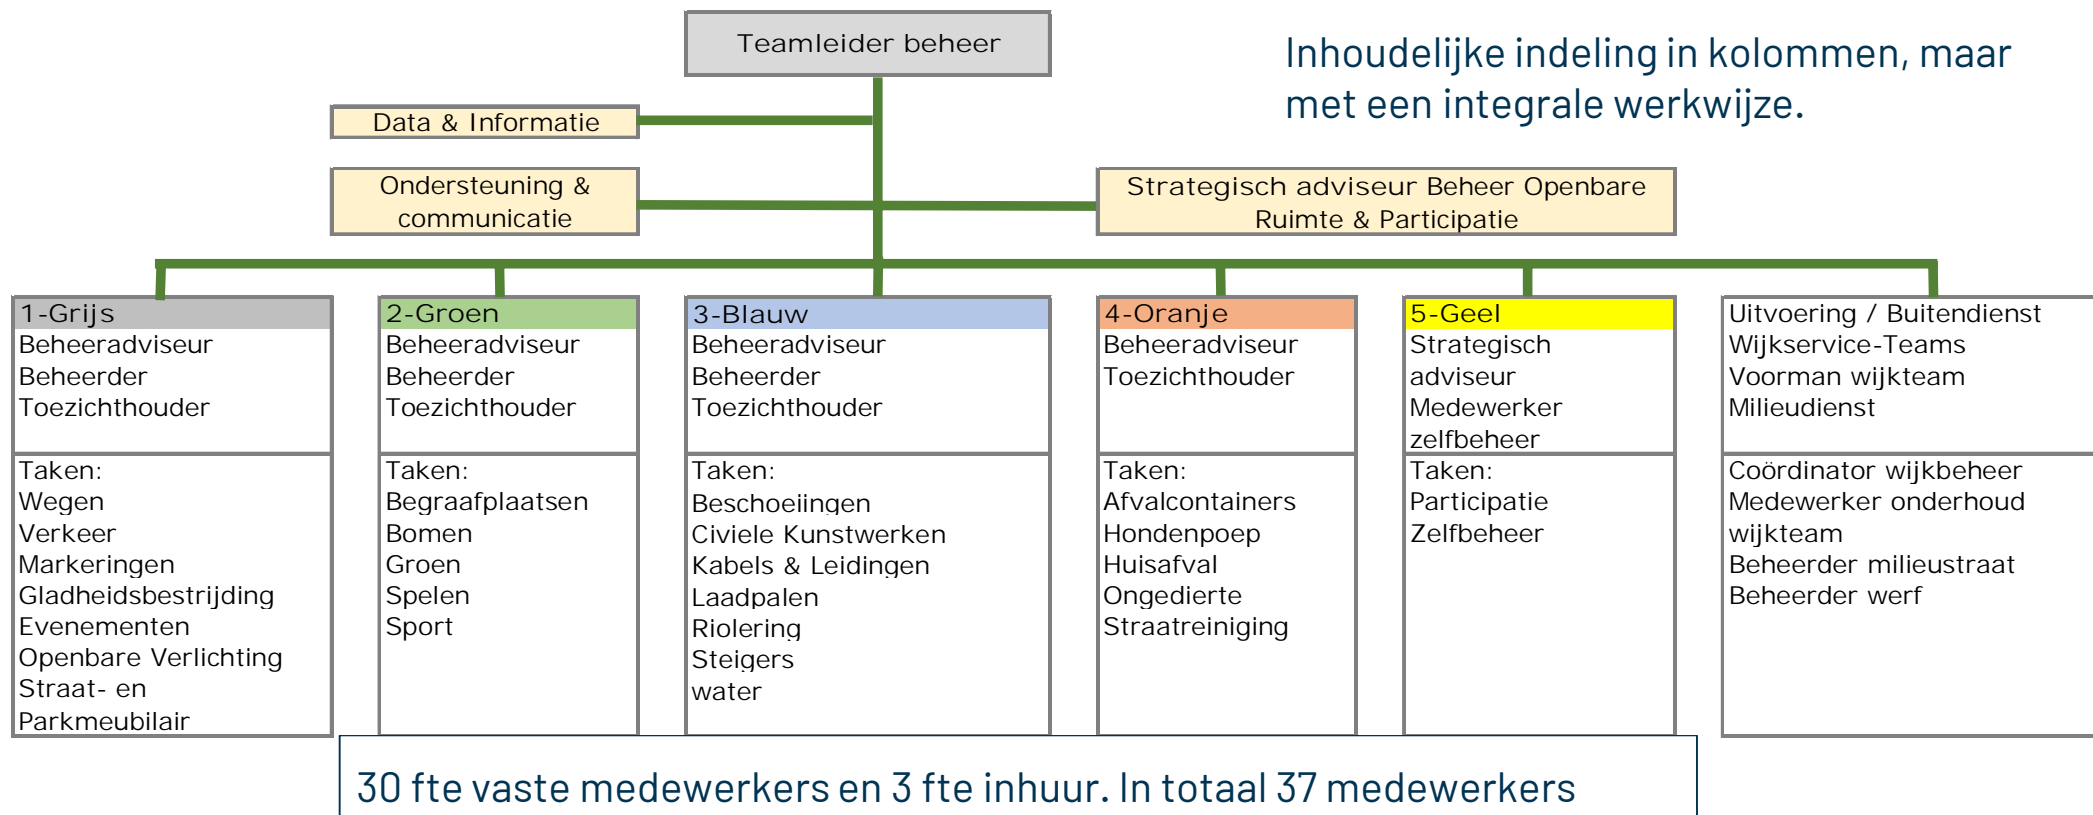 Teamleider beheer
Inhoudelijke indeling in kolommen, maar
met een integrale werkwijze.
Data & Informatie
Ondersteuning &
communicatie
Strategisch adviseur Beheer Openbare
Ruimte & Participatie
1-Grijs
Beheeradviseur
Beheerder
Toezichthouder
Taken:
Wegen
Verkeer
Markeringen
Gladheidsbestrijding
Evenementen
Openbare Verlichting
Straat- en
Parkmeubilair
2-Groen
Beheeradviseur
Beheerder
Toezichthouder
Taken:
Begraafplaatsen
Bomen
Groen
Spelen
Sport
3-Blauw
Beheeradviseur
Beheerder
Toezichthouder
Taken:
Beschoeiingen
Civiele Kunstwerken
Kabels & Leidingen
Laadpalen
Riolering
Steigers
water
4-Oranje
Beheeradviseur
Toezichthouder
Taken:
Afvalcontainers
Hondenpoep
Huisafval
Ongedierte
Straatreiniging
5-Geel
Strategisch
adviseur
Medewerker
zelfbeheer
Taken:
Participatie
Zelfbeheer
Uitvoering / Buitendienst
Wijkservice-Teams
Voorman wijkteam
Milieudienst
Coördinator wijkbeheer
Medewerker onderhoud
wijkteam
Beheerder milieustraat
Beheerder werf
30 fte vaste medewerkers en 3 fte inhuur. In totaal 37 medewerkers